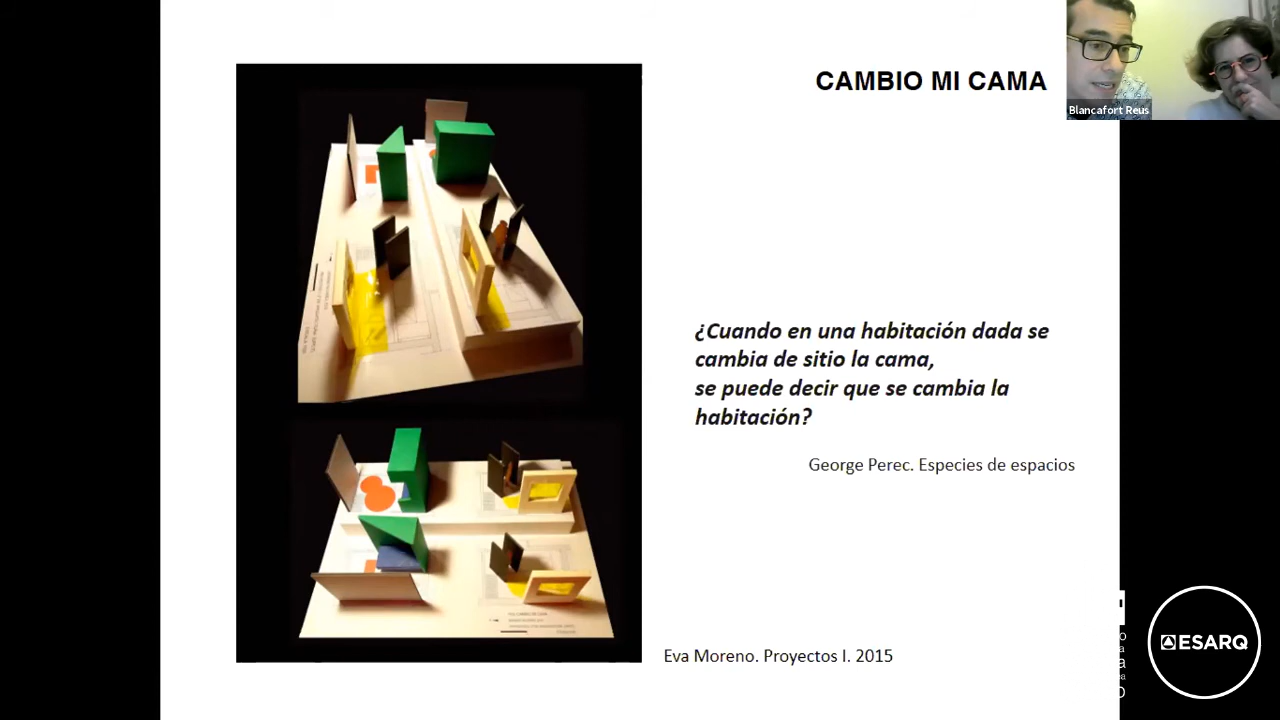 CAMBIO MI CAMA
Blancafort Reus
¿Cuando en una habitación dada se
cambia de sitio la cama,
se puede decir que se cambia la
habitación?
George Perec. Especies de espacios
Eva Moreno. Proyectos I. 2015
ESARQ